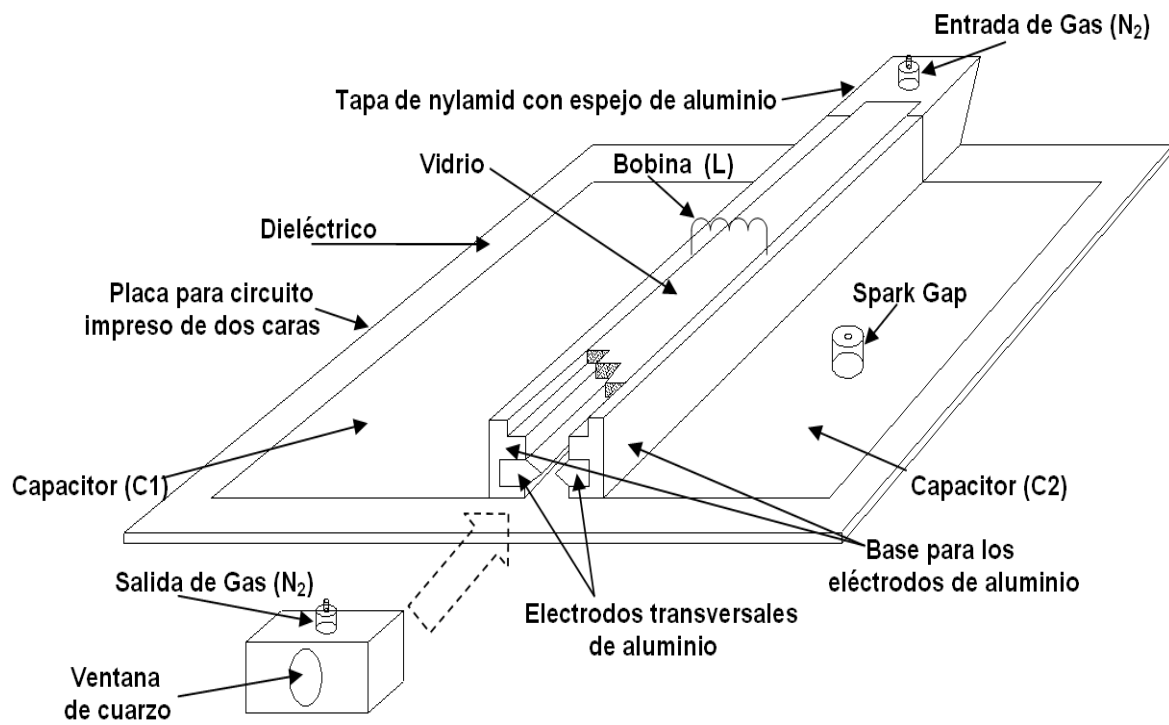 Entrada de Gas (N₂)
Tapa de nylamid con espejo de aluminio
Vidrio
Bobina (L)
Dieléctrico
Placa para circuito
impreso de dos caras
Spark Gap
Capacitor (C1)
Capacitor (C2)
Base para los
eléctrodos de aluminio
Salida de Gas (N₂)
Electrodos transversales
de aluminio
Ventana
de cuarzo